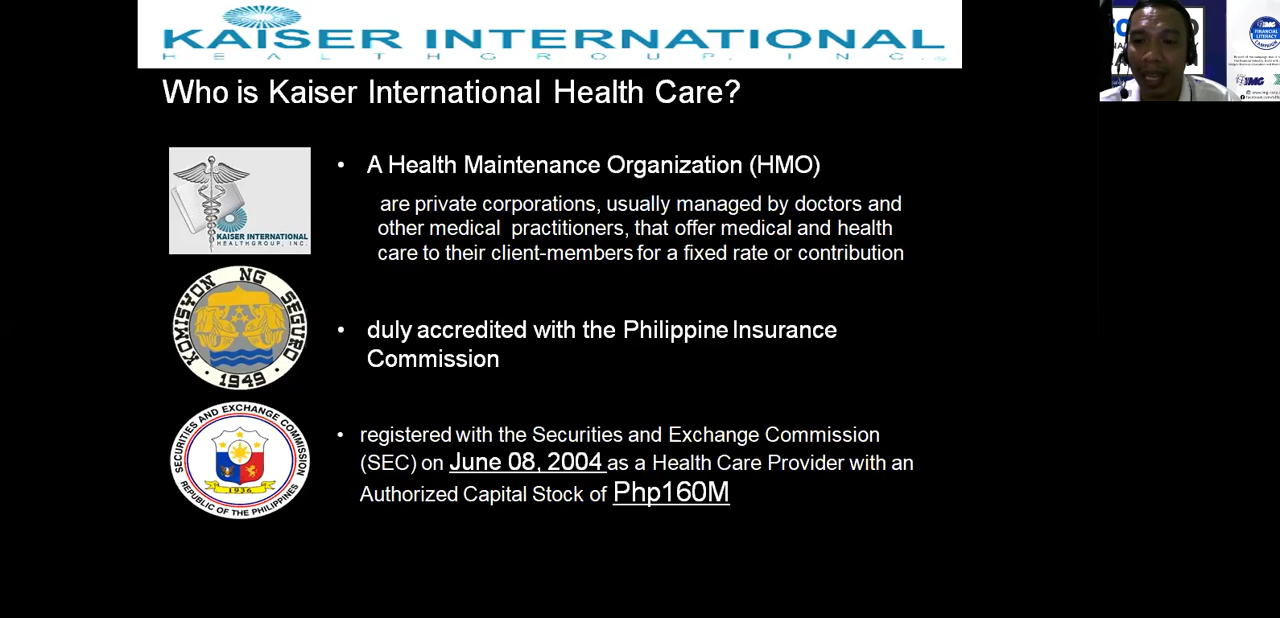 KAISER INTERNATIONAL
HEALTHGROUP, INC.
Who is Kaiser International Health Care?
FINANCIAL
LITERACY
CAMPAIGN
IMG
KAISER INTERNATIONAL
HEALTHGROUP, INC.
• A Health Maintenance Organization (HMO)
are private corporations, usually managed by doctors and
other medical practitioners, that offer medical and health
care to their client-members for a fixed rate or contribution
KOMISYON NG SEGURO
• 1949 •
• duly accredited with the Philippine Insurance
Commission
SECURITIES AND EXCHANGE COMMISSION
1936
REPUBLIC OF THE PHILIPPINES
• registered with the Securities and Exchange Commission
(SEC) on June 08, 2004 as a Health Care Provider with an
Authorized Capital Stock of Php160M